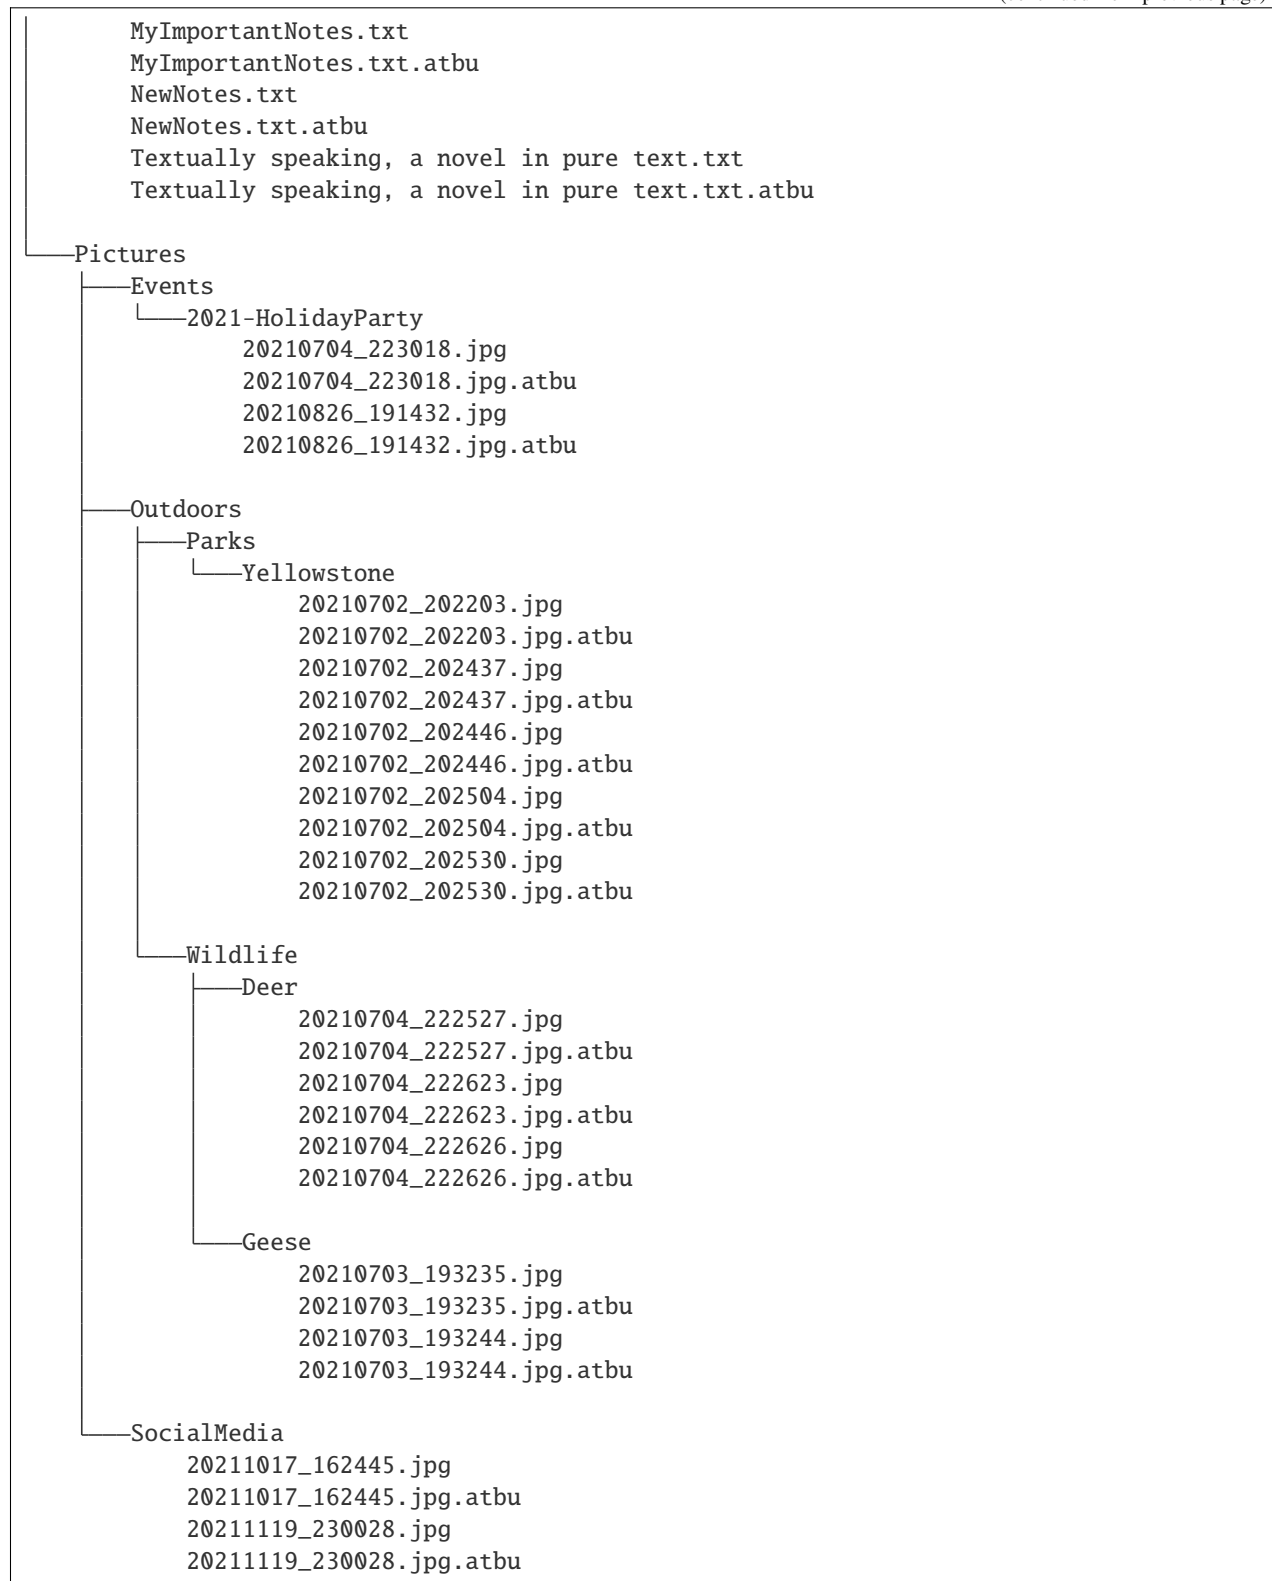 MyImportantNotes.txt
MyImportantNotes.txt.atbu
NewNotes.txt
NewNotes.txt.atbu
Textually speaking, a novel in pure text.txt
Textually speaking, a novel in pure text.txt.atbu
Pictures
Events
2021-HolidayParty
20210704_223018.jpg
20210704_223018.jpg.atbu
20210826_191432.jpg
20210826_191432.jpg.atbu
Outdoors
Parks
Yellowstone
20210702_202203.jpg
20210702_202203.jpg.atbu
20210702_202437.jpg
20210702_202437.jpg.atbu
20210702_202446.jpg
20210702_202446.jpg.atbu
20210702_202504.jpg
20210702_202504.jpg.atbu
20210702_202530.jpg
20210702_202530.jpg.atbu
Wildlife
Deer
20210704_222527.jpg
20210704_222527.jpg.atbu
20210704_222623.jpg
20210704_222623.jpg.atbu
20210704_222626.jpg
20210704_222626.jpg.atbu
Geese
20210703_193235.jpg
20210703_193235.jpg.atbu
20210703_193244.jpg
20210703_193244.jpg.atbu
SocialMedia
20211017_162445.jpg
20211017_162445.jpg.atbu
20211119_230028.jpg
20211119_230028.jpg.atbu